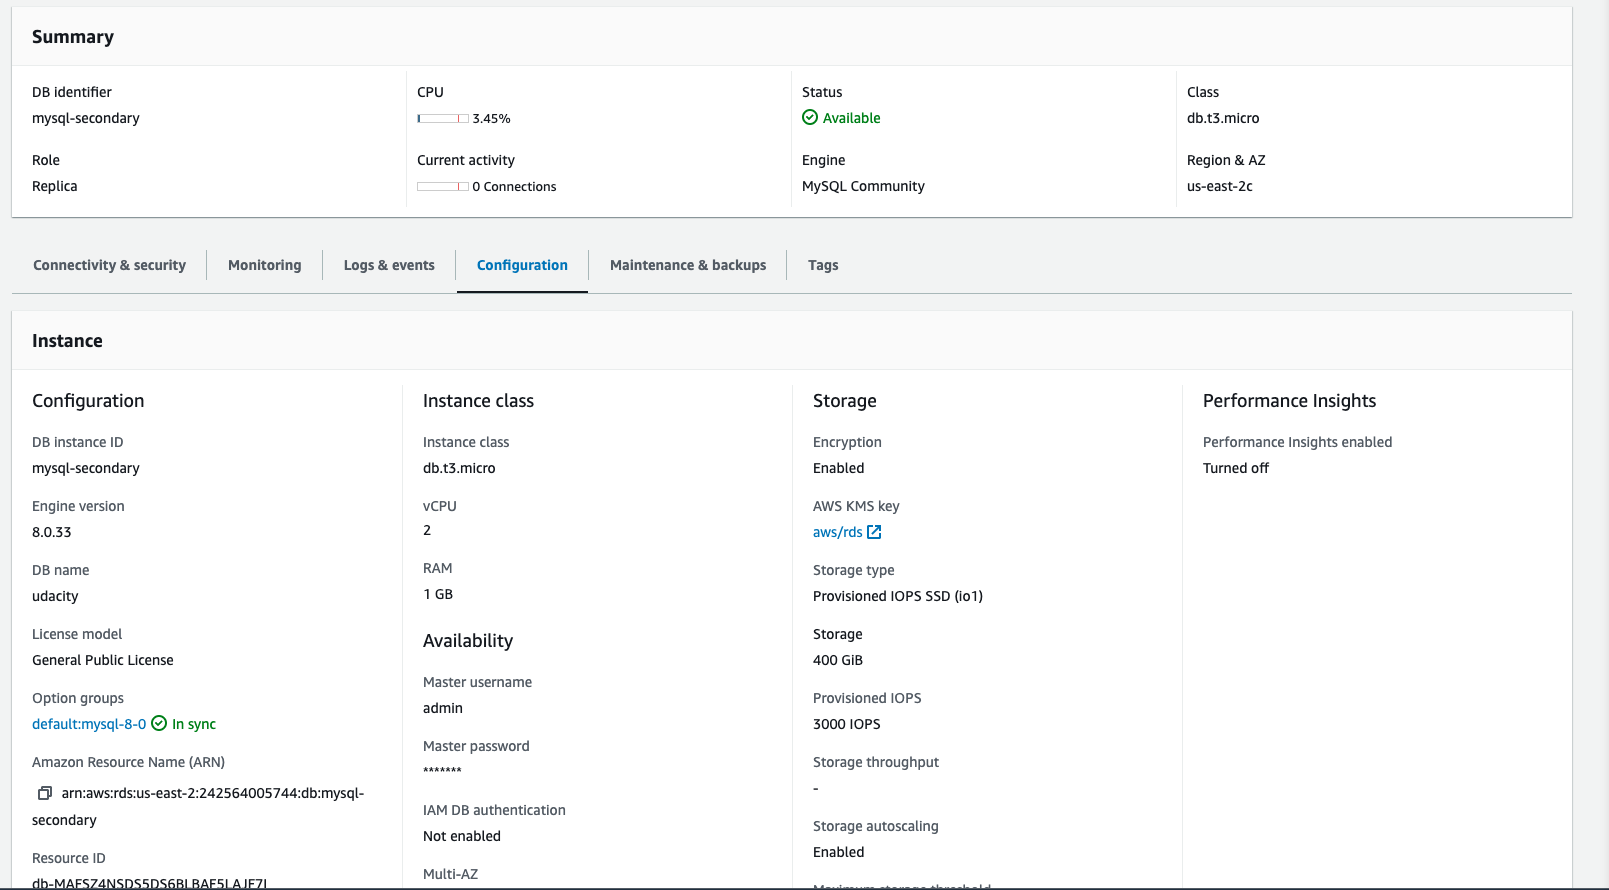 Summary
DB identifier
mysql-secondary
CPU
3.45%
Status
Available
Class
db.t3.micro
Role
Replica
Current activity
0 Connections
Engine
MySQL Community
Region & AZ
us-east-2c
Connectivity & security
Monitoring
Logs & events
Configuration
Maintenance & backups
Tags
Instance
Configuration
DB instance ID
mysql-secondary
Engine version
8.0.33
DB name
udacity
License model
General Public License
Option groups
default:mysql-8-0 In sync
Amazon Resource Name (ARN)
arn:aws:rds:us-east-2:242564005744:db:mysql-
secondary
Resource ID
db-MAFSZ4NSDS5DS6BLBAF5LAJF7I
Instance class
Instance class
db.t3.micro
vCPU
2
RAM
1 GB
Availability
Master username
admin
Master password
*******
IAM DB authentication
Not enabled
Multi-AZ
Storage
Encryption
Enabled
AWS KMS key
aws/rds
Storage type
Provisioned IOPS SSD (io1)
Storage
400 GiB
Provisioned IOPS
3000 IOPS
Storage throughput
-
Storage autoscaling
Enabled
Maximum storage threshold
Performance Insights
Performance Insights enabled
Turned off